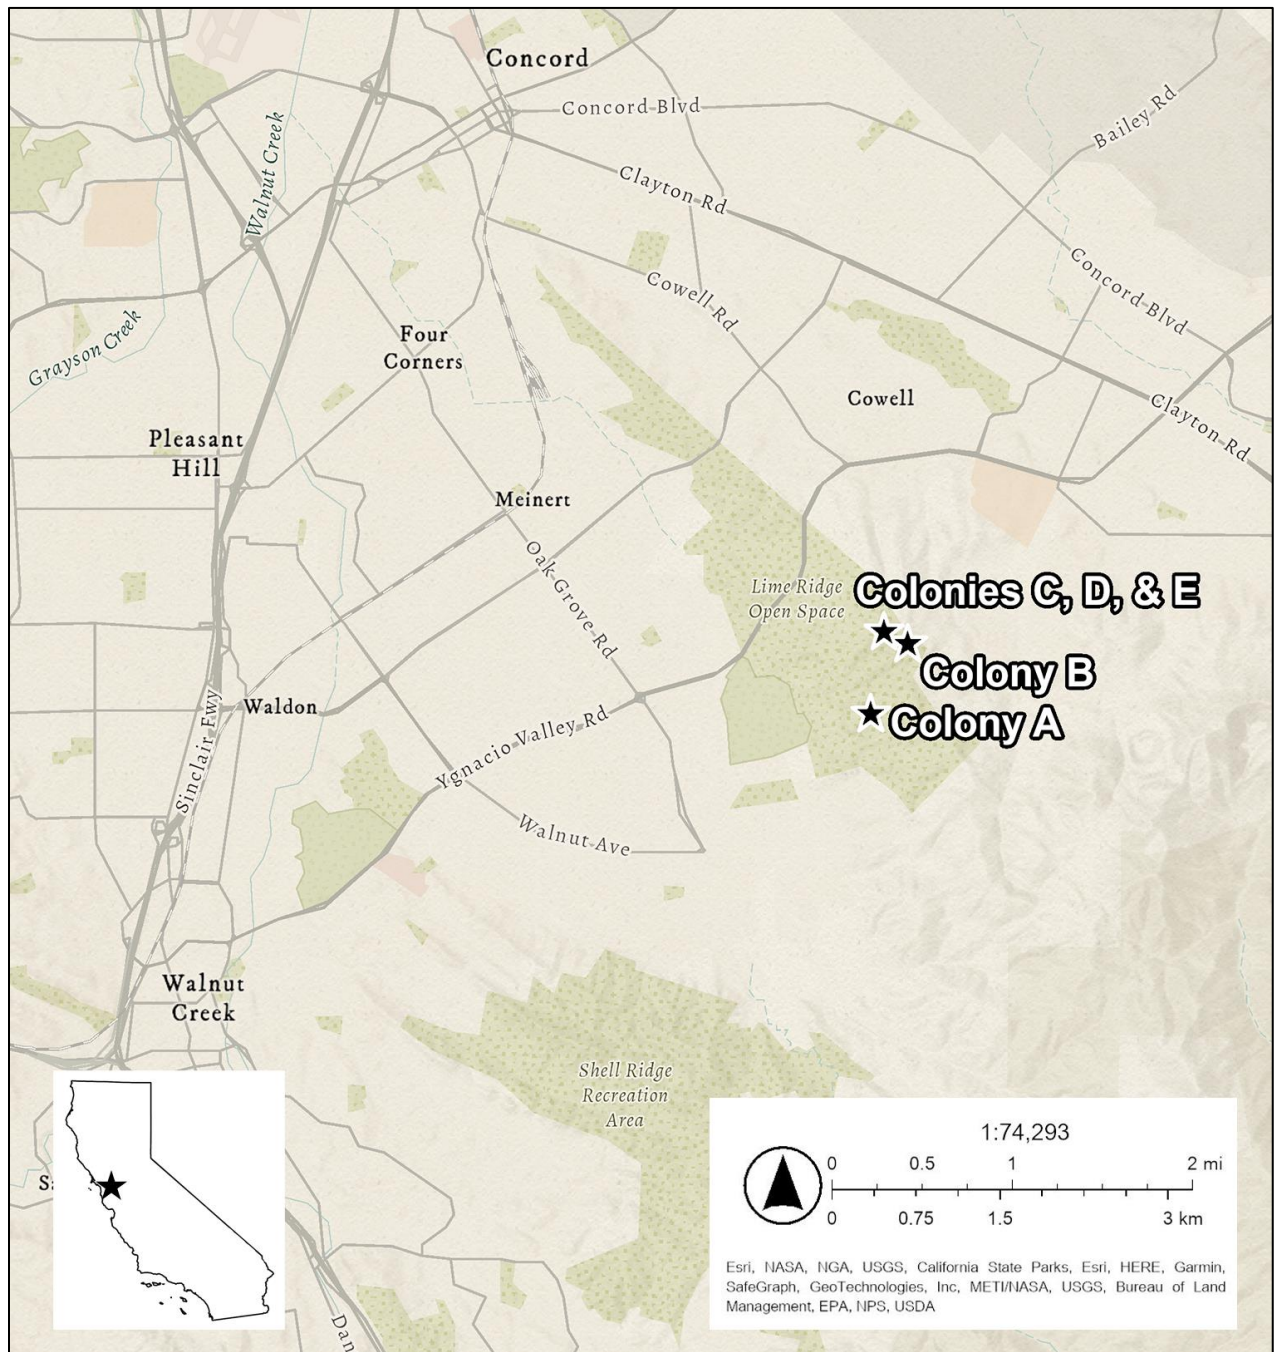 Concord
Concord Blvd
Bailey Rd
Walnut Creek
Clayton Rd
Cowell Rd
Concord Blvd
Grayson Creek
Four
Corners
Cowell
Clayton Rd
Pleasant
Hill
Meinert
Oak Grove Rd
Lime Ridge
Open Space
Colonies C, D, & E
Colony B
Colony A
Waldon
Sinclair Fwy
Ygnacio Valley Rd
Walnut Ave
Walnut
Creek
Shell Ridge
Recreation
Area
1:74,293
0 0.5 1 2 mi
0 0.75 1.5 3 km
Esri, NASA, NGA, USGS, California State Parks, Esri, HERE, Garmin,
SafeGraph, GeoTechnologies, Inc, METI/NASA, USGS, Bureau of Land
Management, EPA, NPS, USDA